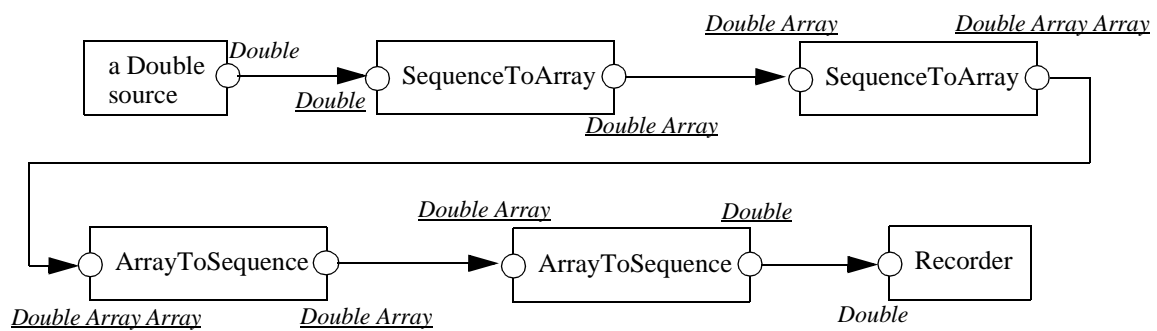 Double Array
Double Array Array
Double
a Double
source
SequenceToArray
SequenceToArray
Double
Double Array
Double Array
Double
ArrayToSequence
ArrayToSequence
Recorder
Double Array Array
Double Array
Double